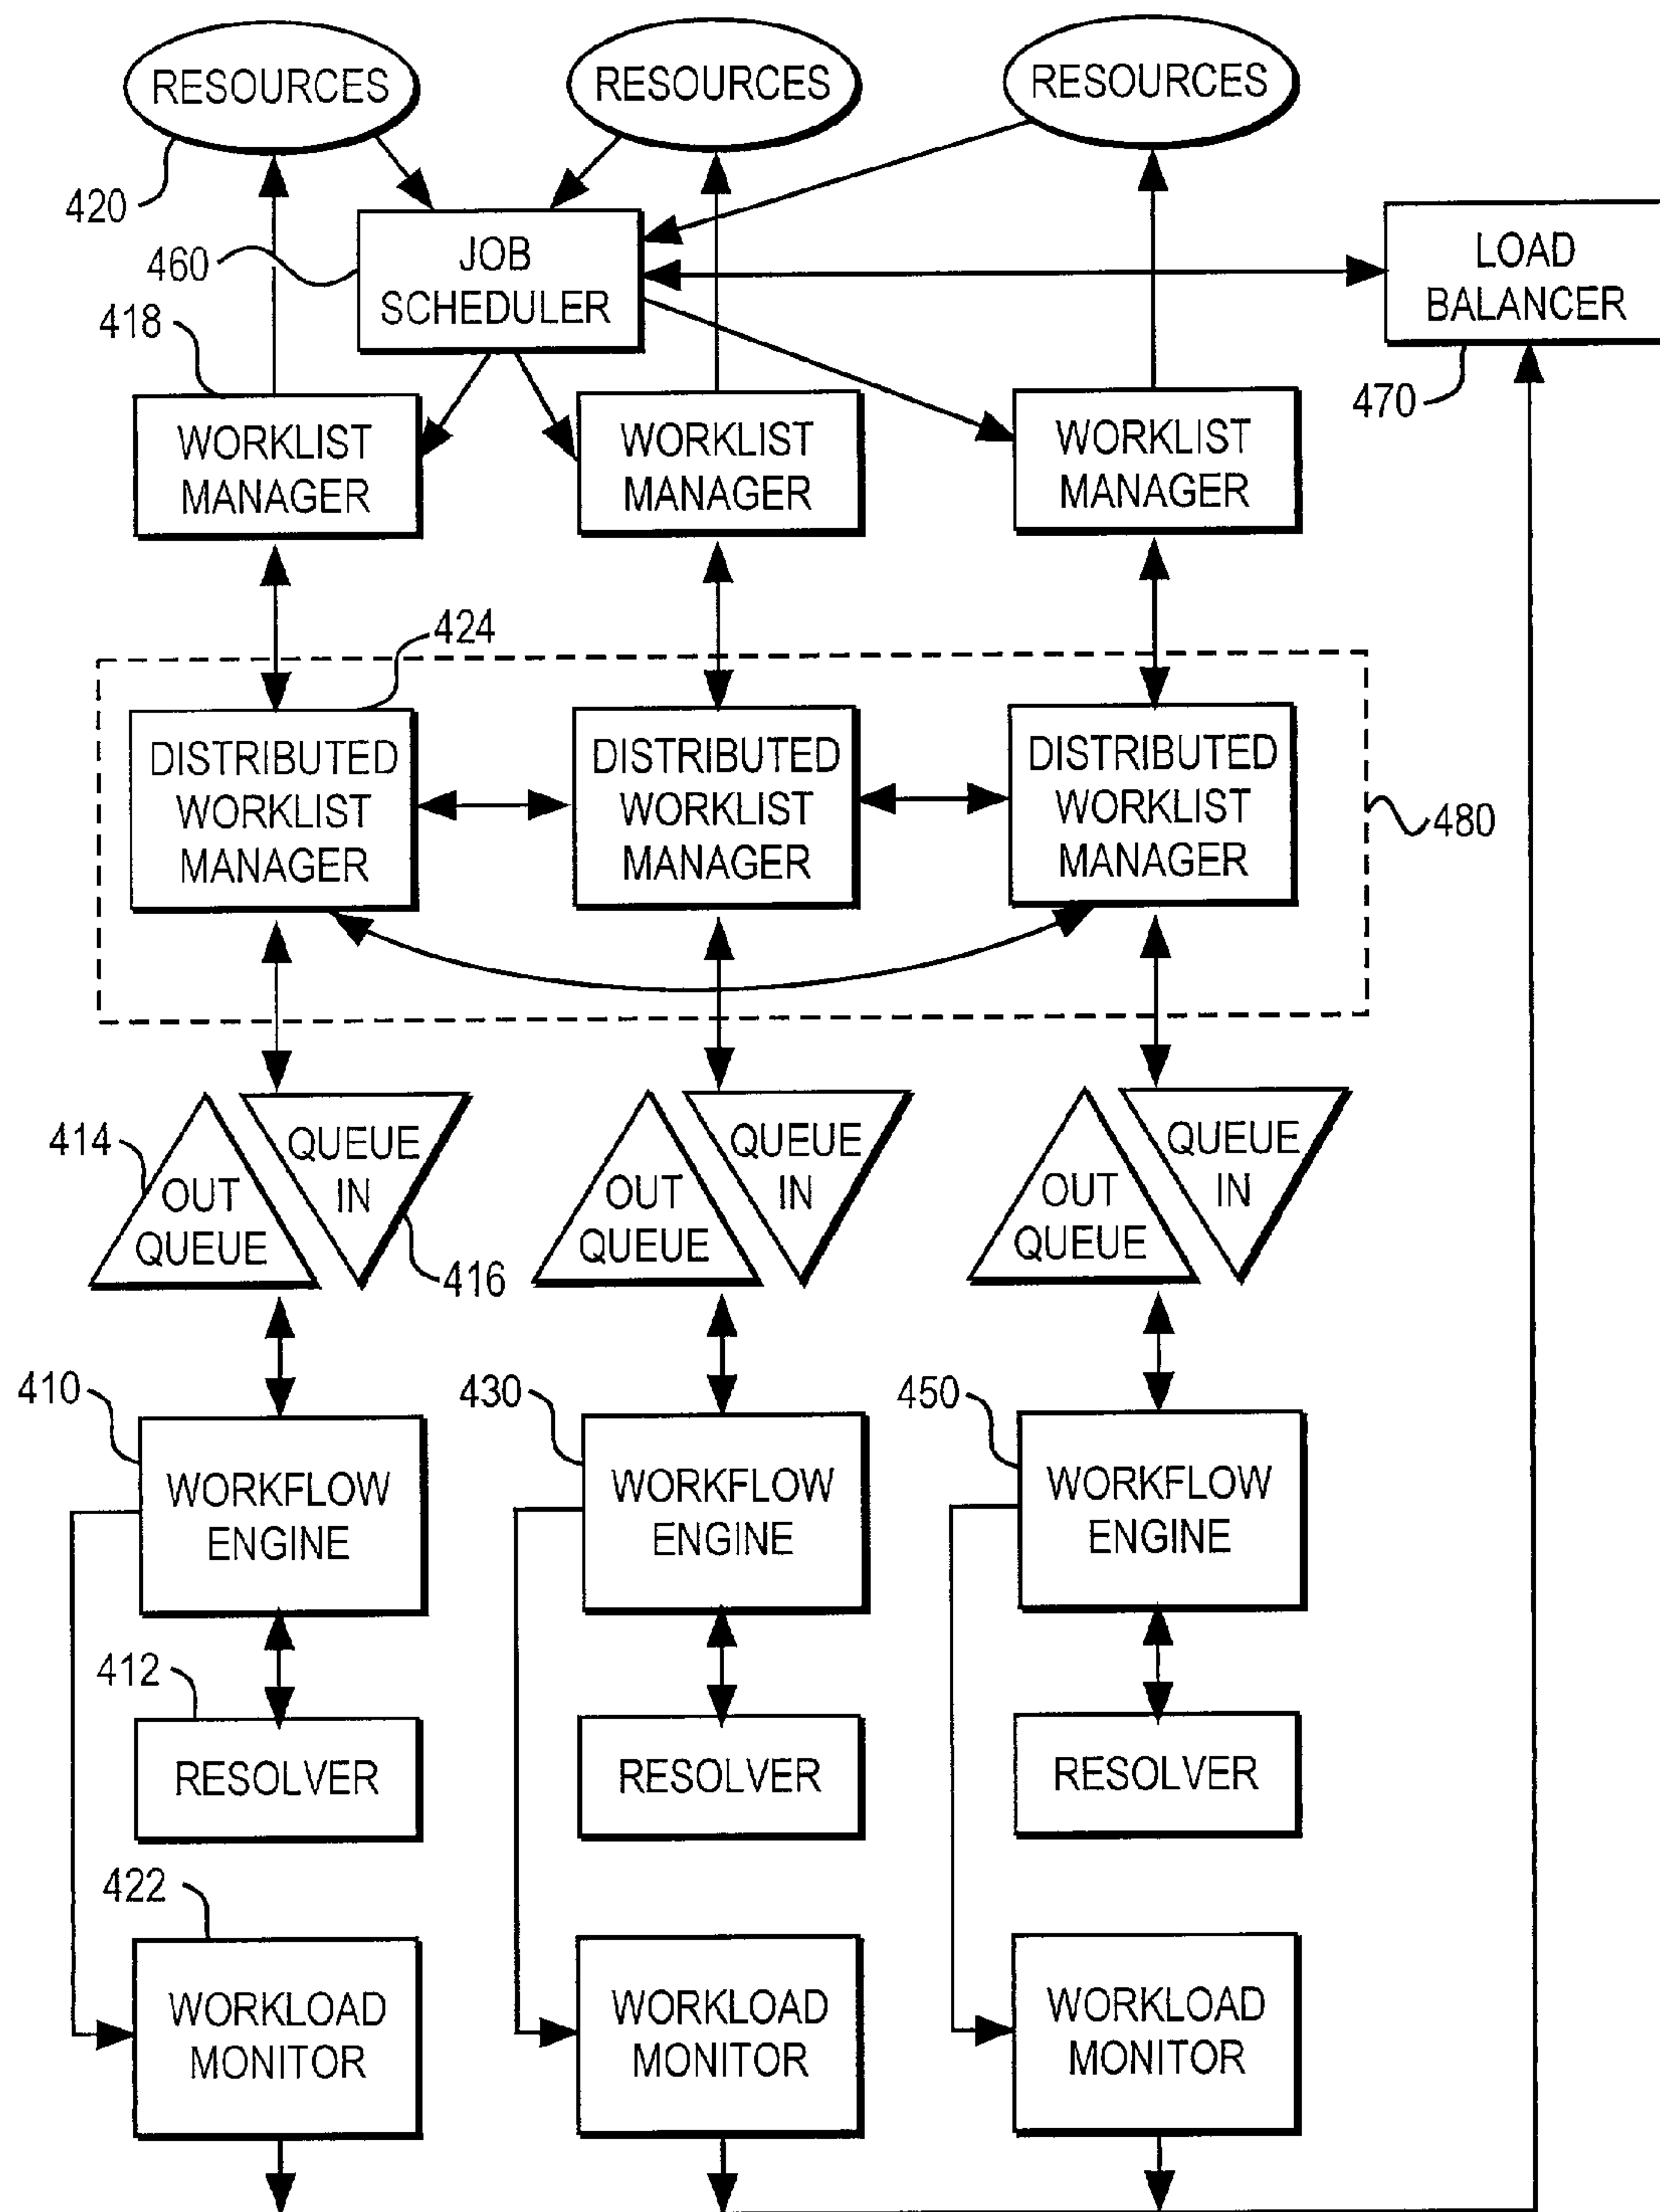 RESOURCES
RESOURCES
RESOURCES
420
460
JOB
SCHEDULER
LOAD
BALANCER
418
470
WORKLIST
MANAGER
WORKLIST
MANAGER
WORKLIST
MANAGER
424
DISTRIBUTED
WORKLIST
MANAGER
DISTRIBUTED
WORKLIST
MANAGER
DISTRIBUTED
WORKLIST
MANAGER
480
414
OUT
QUEUE
QUEUE
IN
416
OUT
QUEUE
QUEUE
IN
OUT
QUEUE
QUEUE
IN
410
430
450
WORKFLOW
ENGINE
WORKFLOW
ENGINE
WORKFLOW
ENGINE
412
RESOLVER
RESOLVER
RESOLVER
422
WORKLOAD
MONITOR
WORKLOAD
MONITOR
WORKLOAD
MONITOR